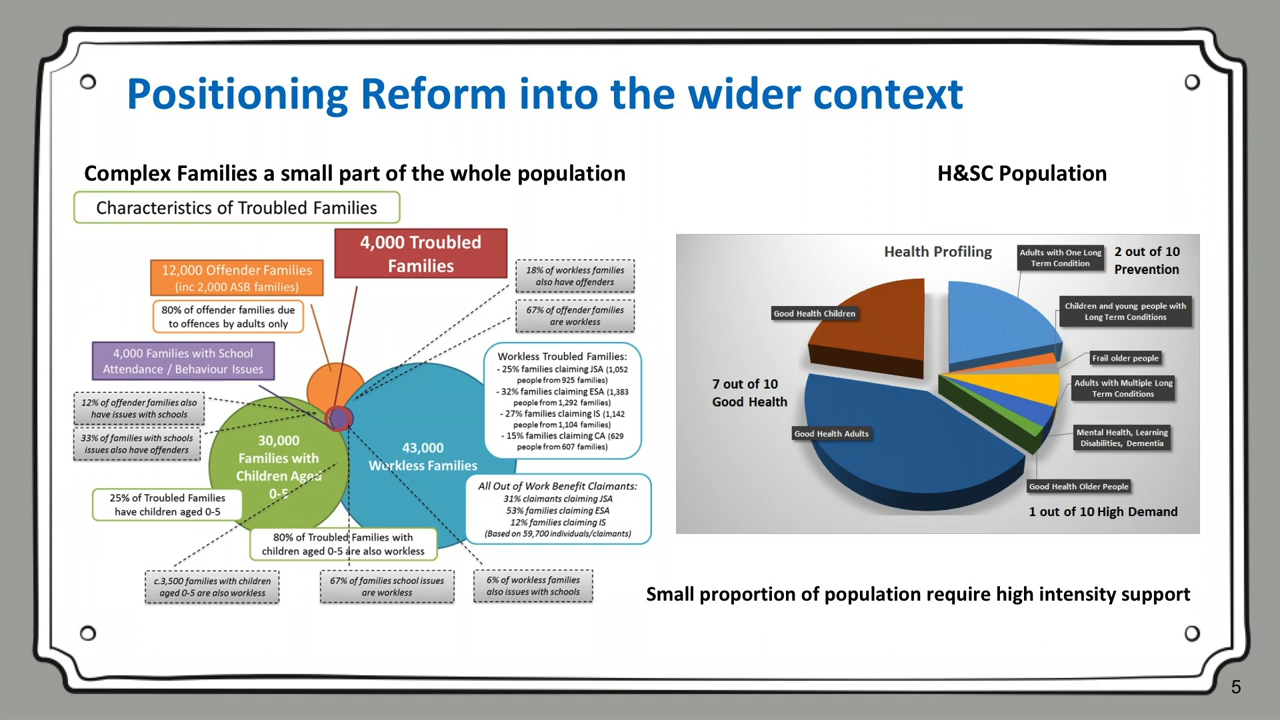 Positioning Reform into the wider context
Complex Families a small part of the whole population
Characteristics of Troubled Families
4,000 Troubled
Families
12,000 Offender Families
(inc 2,000 ASB families)
80% of offender families due
to offences by adults only
4,000 Families with School
Attendance / Behaviour Issues
12% of offender families also
have issues with schools
33% of families with schools
issues also have offenders
18% of workless families
also have offenders
67% of offender families
are workless
Workless Troubled Families:
- 25% families claiming JSA (1,052
people from 925 families)
- 32% families claiming ESA (1,383
people from 1,292 families)
- 27% families claiming IS (1,142
people from 1,104 families)
- 15% families claiming CA (629
people from 607 families)
30,000
Families with
Children Aged
0-5
43,000
Workless Families
All Out of Work Benefit Claimants:
31% claimants claiming JSA
53% families claiming ESA
12% families claiming IS
(Based on 59,700 individuals/claimants)
25% of Troubled Families
have children aged 0-5
80% of Troubled Families with
children aged 0-5 are also workless
c.3,500 families with children
aged 0-5 are also workless
67% of families school issues
are workless
6% of workless families
also issues with schools
H&SC Population
Health Profiling
Adults with One Long
Term Condition
2 out of 10
Prevention
Good Health Children
Children and young people with
Long Term Conditions
Frail older people
7 out of 10
Good Health
Adults with Multiple Long
Term Conditions
Good Health Adults
Mental Health, Learning
Disabilities, Dementia
Good Health Older People
1 out of 10 High Demand
Small proportion of population require high intensity support
5